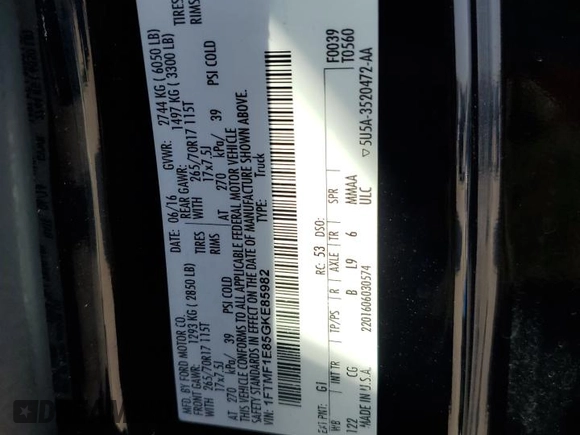 MFD. BY FORD MOTOR CO.
DATE: 06/16 GVWR: 2744 KG ( 6050 LB)
FRONT GAWR: 1293 KG ( 2850 LB) REAR GAWR: 1497 KG ( 3300 LB)
WITH 265/70R17 115T TIRES WITH 265/70R17 115T TIRES
17x7.5J RIMS 17x7.5J RIMS
AT 270 kPa/ 39 PSI COLD AT 270 kPa/ 39 PSI COLD
THIS VEHICLE CONFORMS TO ALL APPLICABLE FEDERAL MOTOR VEHICLE
SAFETY STANDARDS IN EFFECT ON THE DATE OF MANUFACTURE SHOWN ABOVE.
VIN: 1FTMF1E85GKE85982
TYPE: Truck
F0039
T0560
EXT PNT: G1 RC: 53 DSO:
WB INT TR TP/PS R AXLE TR SPR
122 CG B L9 6 MMAA
MADE IN U.S.A. 2201606030574 ULC
▽ 5U5A-3520472-AA